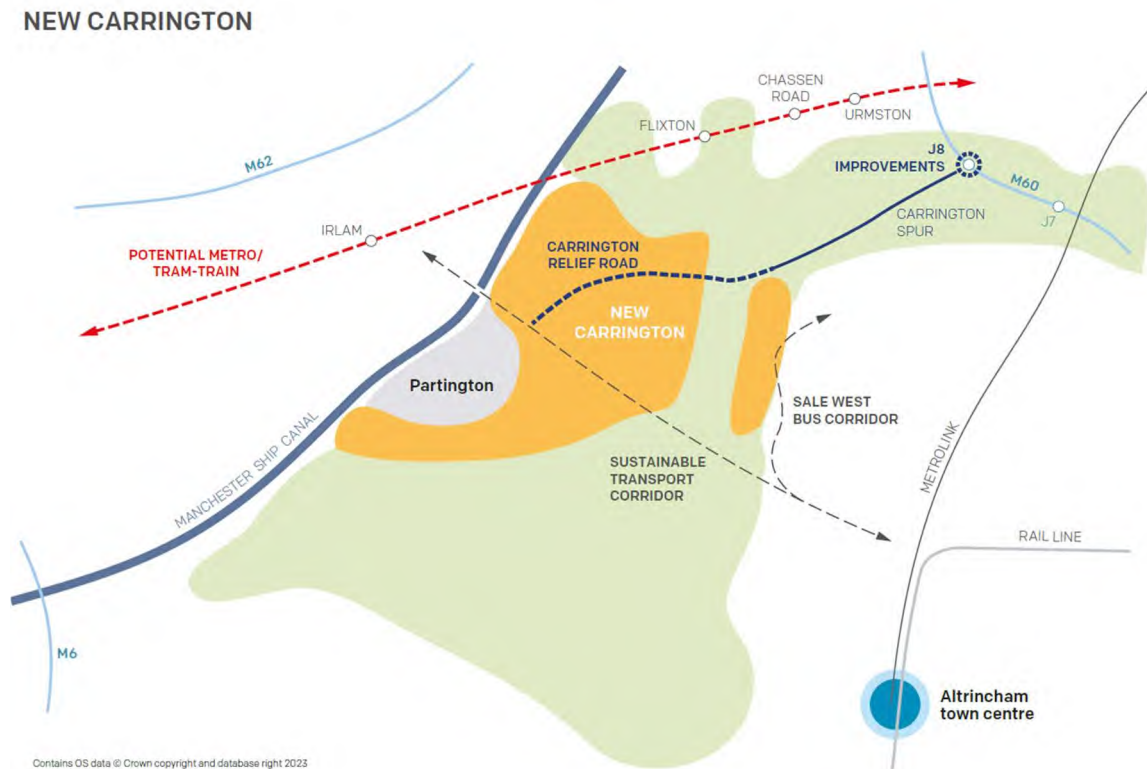 NEW CARRINGTON
CHASSEN
ROAD
URMSTON
FLIXTON
J8
IMPROVEMENTS
M62
M60
J7
CARRINGTON
SPUR
IRLAM
POTENTIAL METRO/
TRAM-TRAIN
CARRINGTON
RELIEF ROAD
NEW
CARRINGTON
Partington
SALE WEST
BUS CORRIDOR
MANCHESTER SHIP CANAL
SUSTAINABLE
TRANSPORT
CORRIDOR
METROLINK
RAIL LINE
M6
Altrincham
town centre
Contains OS data © Crown copyright and database right 2023